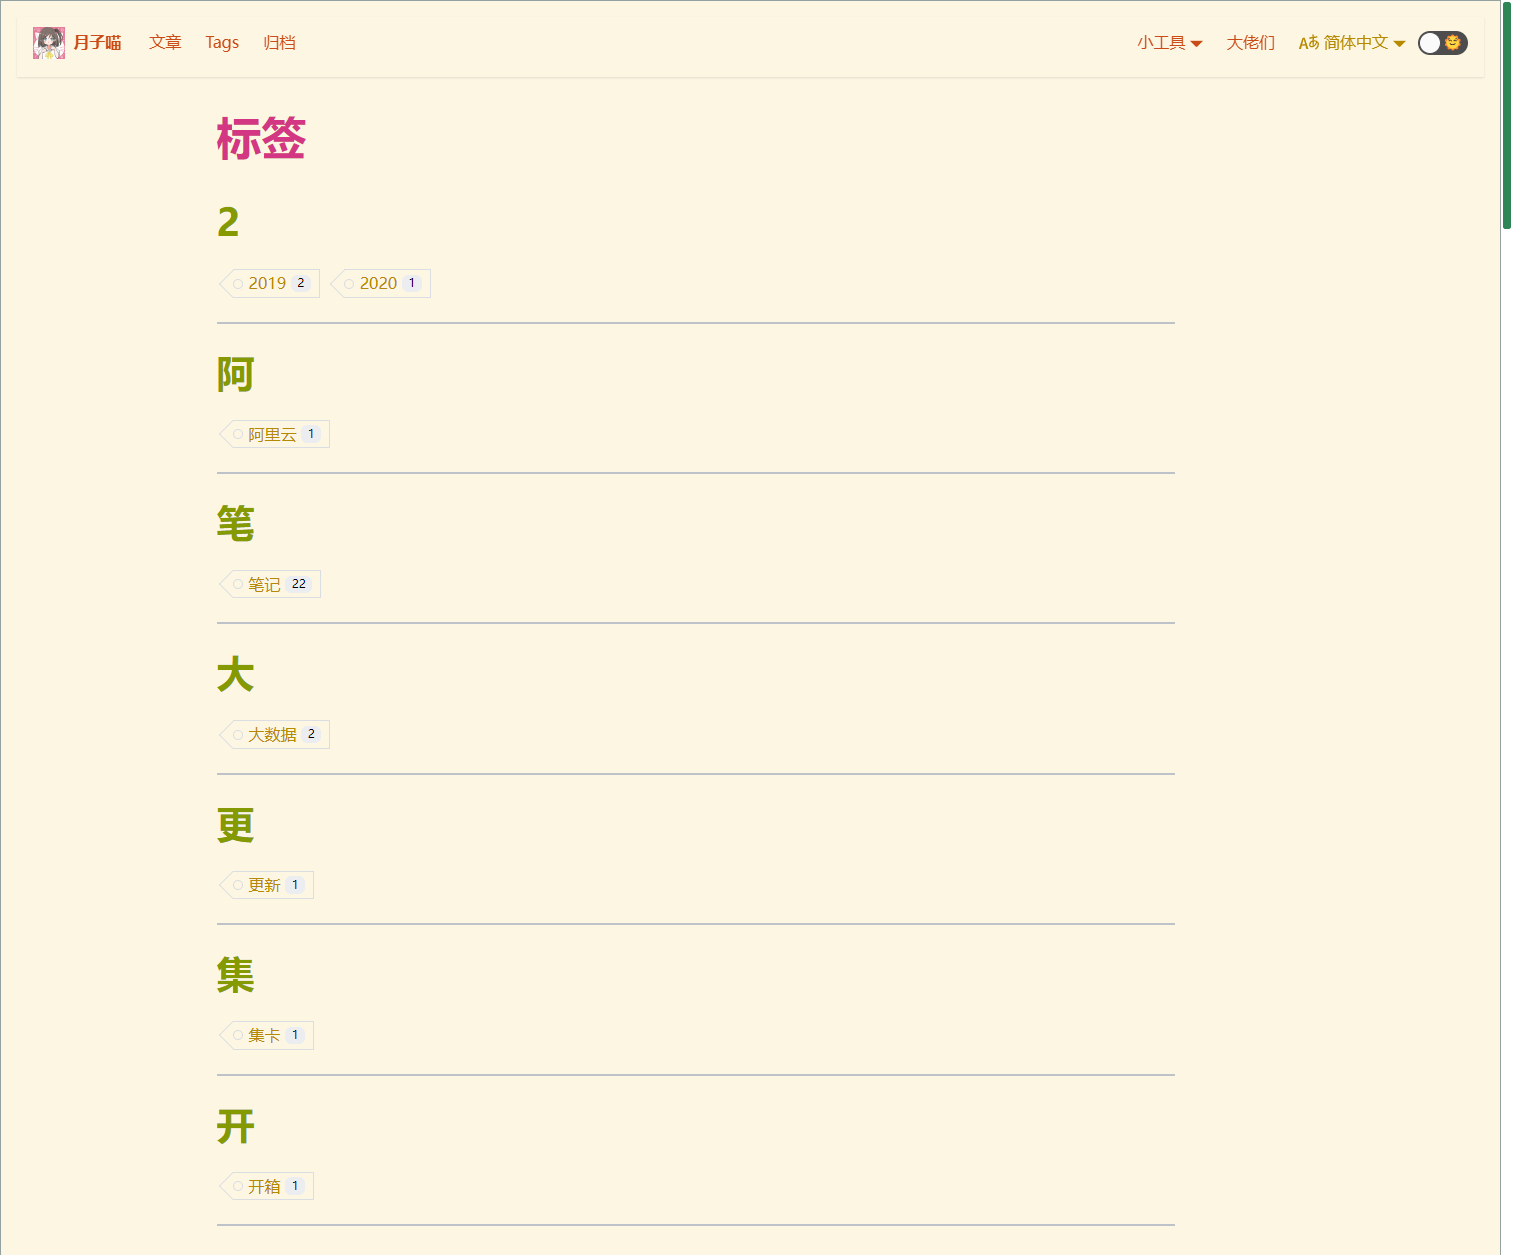 月子喵 文章 Tags 归档 小工具 大佬们 Aあ 简体中文
标签
2
2019 2 2020 1
阿
阿里云 1
笔
笔记 22
大
大数据 2
更
更新 1
集
集卡 1
开
开箱 1